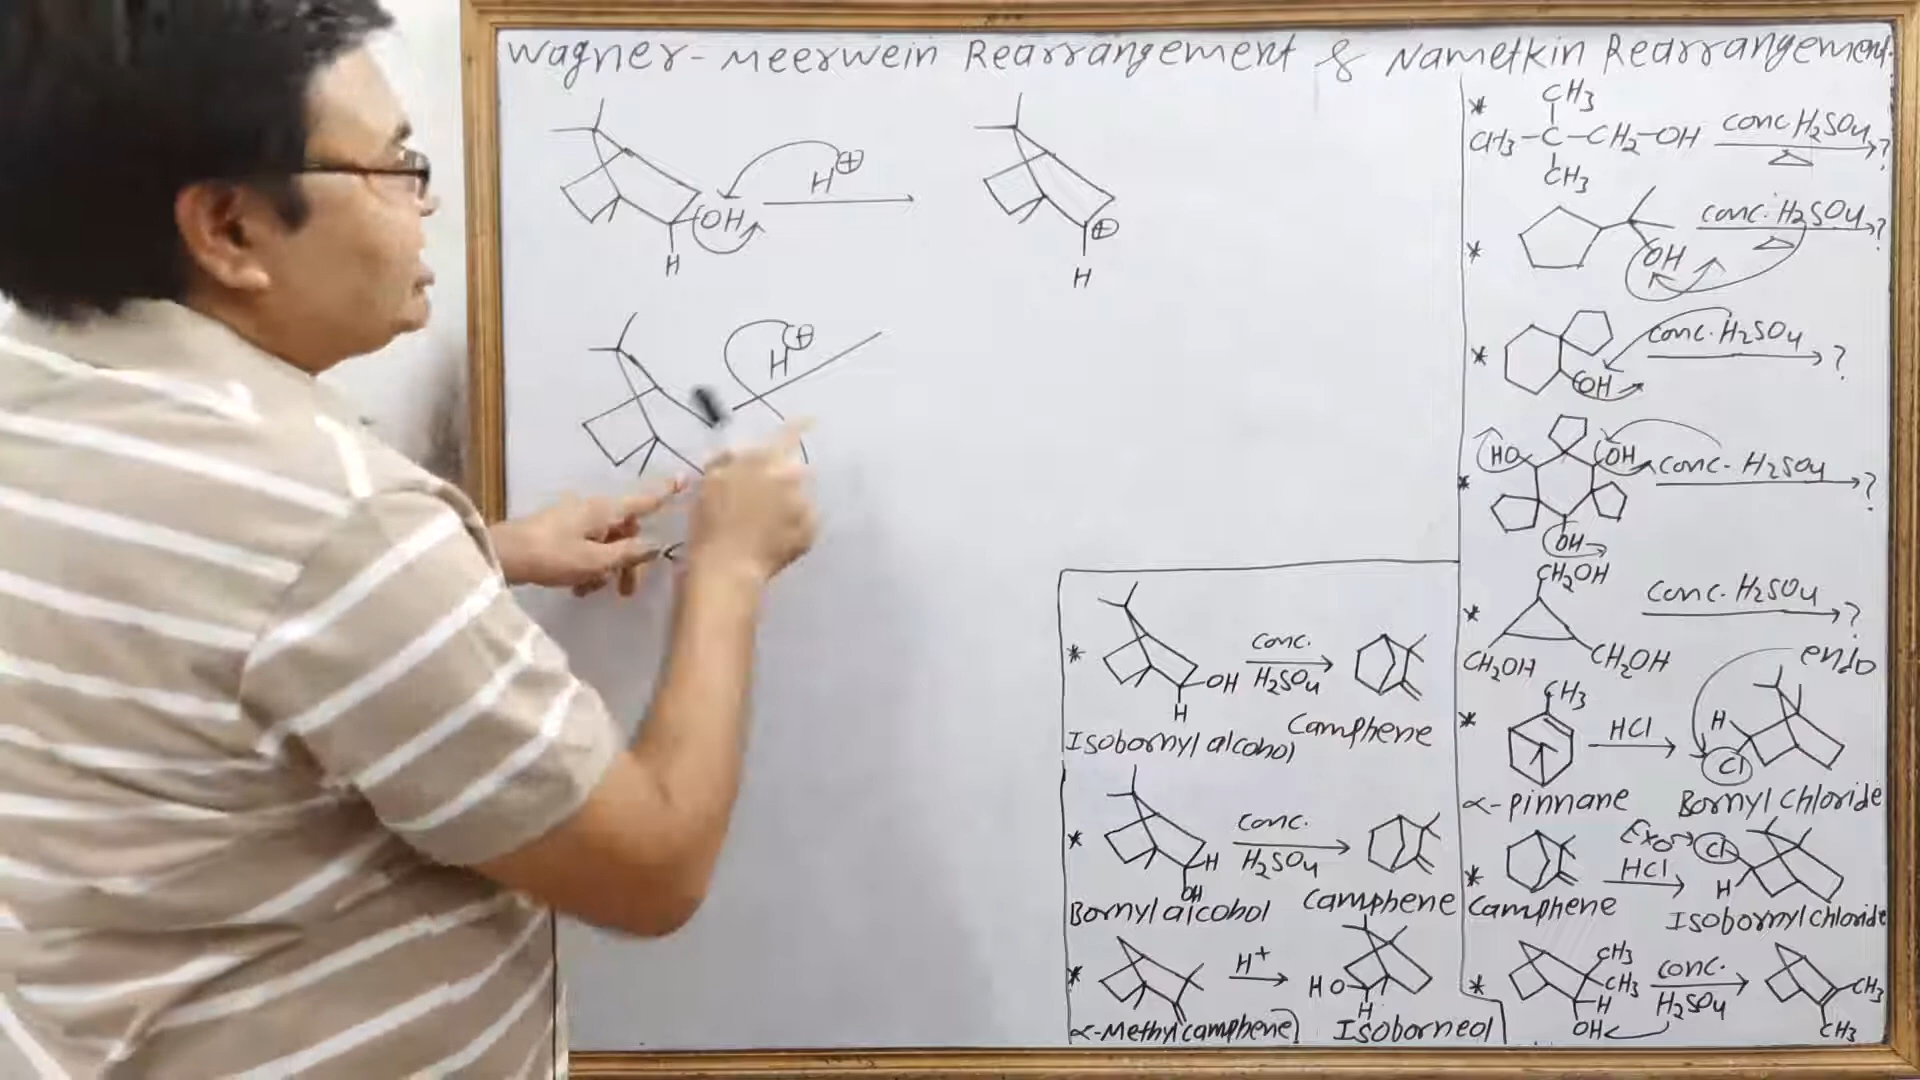 Wagner-Meerwein Rearrangement & Nametkin Rearrangement
OH
H
H⊕
⊕
H
H⊕
* CH3
CH3-C-CH2-OH conc. H2SO4 △ ?
CH3
* OH conc. H2SO4 △ ?
* OH conc. H2SO4 ?
* HO OH conc- H2SO4 ?
OH
* CH2OH conc. H2SO4 ?
CH2OH CH2OH
* CH3 HCl H Cl endo
α-pinnane Bornyl chloride
* HCl Exo Cl H
Camphene Isobornyl chloride
* CH3 CH3 H OH conc. H2SO4 CH3 CH3
* OH H conc. H2SO4
Isobornyl alcohol Camphene
* H OH conc. H2SO4
Bornyl alcohol Camphene
* H+ HO H
α-Methylcamphene Isoborneol